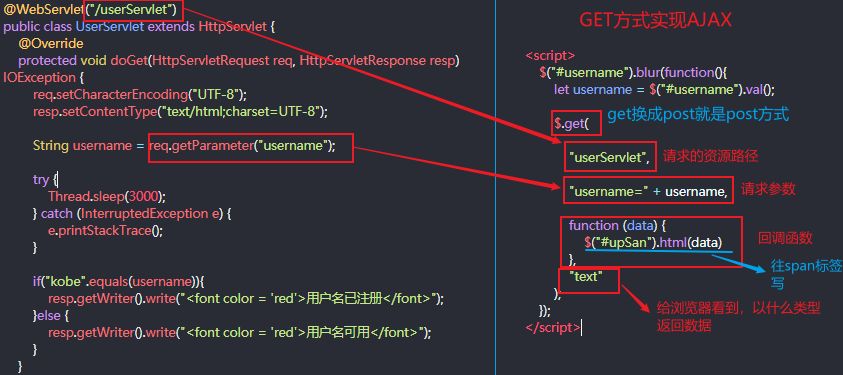 @WebServlet("/userServlet")
public class UserServlet extends HttpServlet {
@Override
protected void doGet(HttpServletRequest req, HttpServletResponse resp)
IOException {
req.setCharacterEncoding("UTF-8");
resp.setContentType("text/html;charset=UTF-8");
String username = req.getParameter("username");
try {
Thread.sleep(3000);
} catch (InterruptedException e) {
e.printStackTrace();
}
if("kobe".equals(username)){
resp.getWriter().write("<font color = 'red'>用户名已注册</font>");
}else {
resp.getWriter().write("<font color = 'red'>用户名可用</font>");
}
}
GET方式实现AJAX
<script>
$("#username").blur(function(){
let username = $("#username").val();
$.get(
get换成post就是post方式
"userServlet",
请求的资源路径
"username=" + username,
请求参数
function (data) {
$("#upSan").html(data)
},
回调函数
往span标签
写
"text"
);
给浏览器看到，以什么类型
返回数据
});
</script>